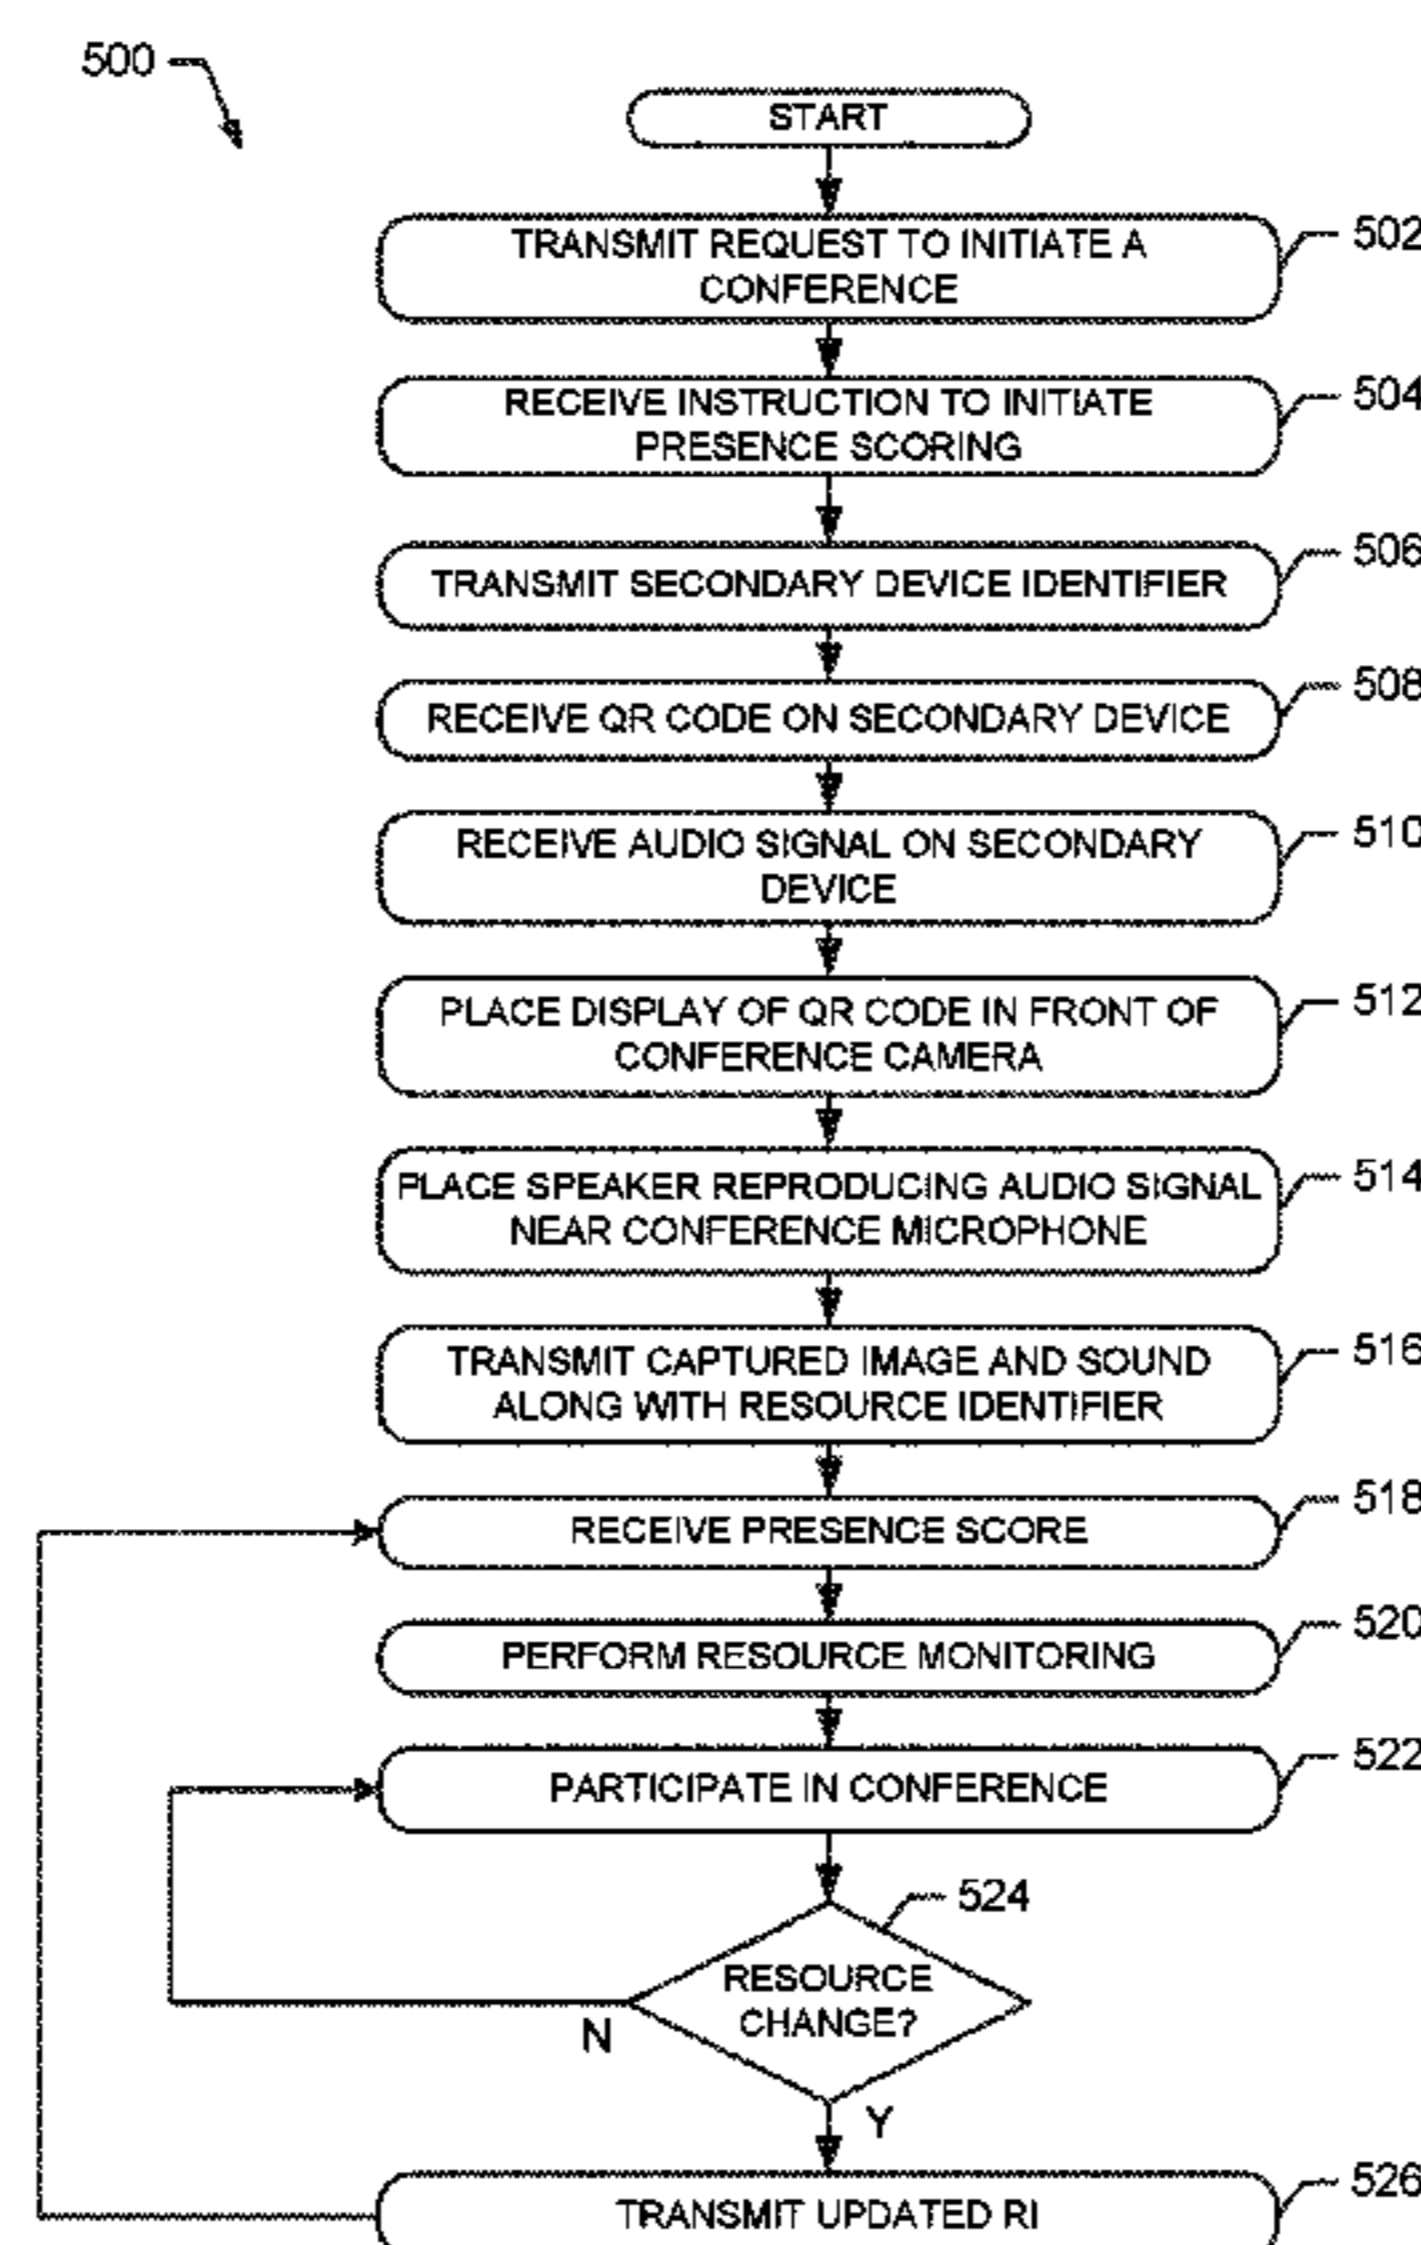 500
START
TRANSMIT REQUEST TO INITIATE A
CONFERENCE
502
RECEIVE INSTRUCTION TO INITIATE
PRESENCE SCORING
504
TRANSMIT SECONDARY DEVICE IDENTIFIER
506
RECEIVE QR CODE ON SECONDARY DEVICE
508
RECEIVE AUDIO SIGNAL ON SECONDARY
DEVICE
510
PLACE DISPLAY OF QR CODE IN FRONT OF
CONFERENCE CAMERA
512
PLACE SPEAKER REPRODUCING AUDIO SIGNAL
NEAR CONFERENCE MICROPHONE
514
TRANSMIT CAPTURED IMAGE AND SOUND
ALONG WITH RESOURCE IDENTIFIER
516
RECEIVE PRESENCE SCORE
518
PERFORM RESOURCE MONITORING
520
PARTICIPATE IN CONFERENCE
522
524
RESOURCE
CHANGE?
N
Y
TRANSMIT UPDATED RI
526